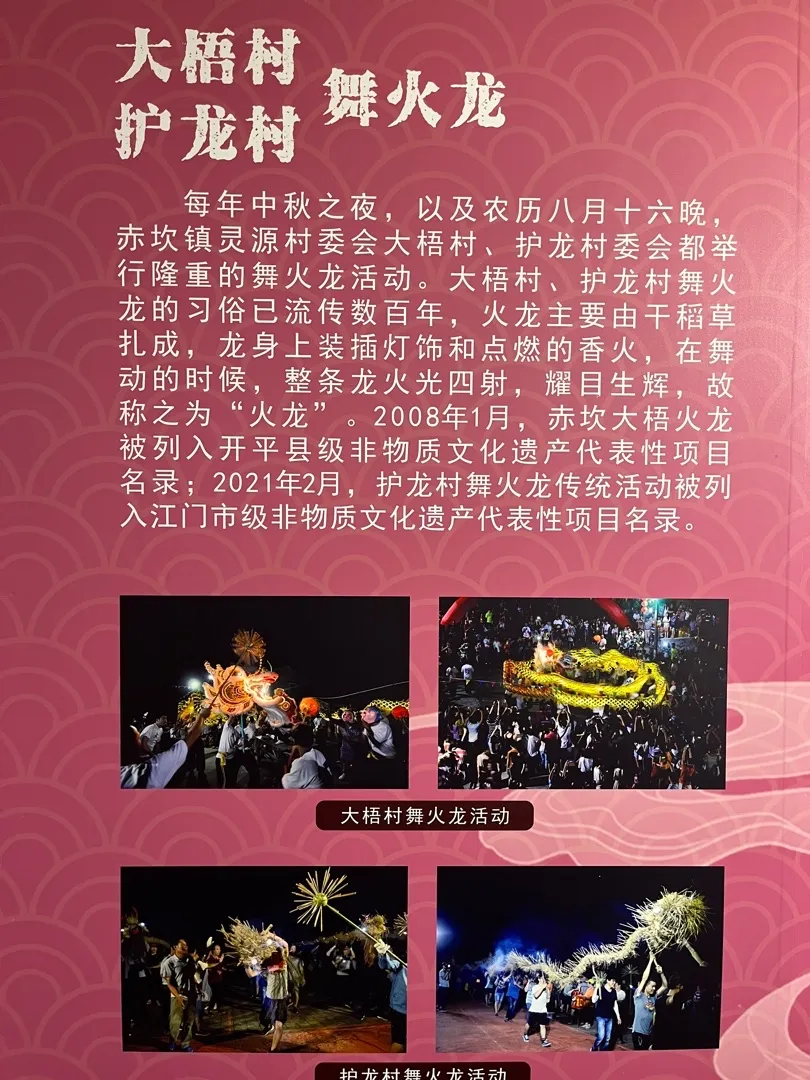 大梧村
护龙村
舞火龙
每年中秋之夜，以及农历八月十六晚，
赤坎镇灵源村委会大梧村、护龙村委会都举
行隆重的舞火龙活动。大梧村、护龙村舞火
龙的习俗已流传数百年，火龙主要由干稻草
扎成，龙身上装插灯饰和点燃的香火，在舞
动的时候，整条龙火光四射，耀目生辉，故
称之为“火龙”。2008年1月，赤坎大梧火龙
被列入开平县级非物质文化遗产代表性项目
名录；2021年2月，护龙村舞火龙传统活动被列
入江门市级非物质文化遗产代表性项目名录。
大梧村舞火龙活动
护龙村舞火龙活动